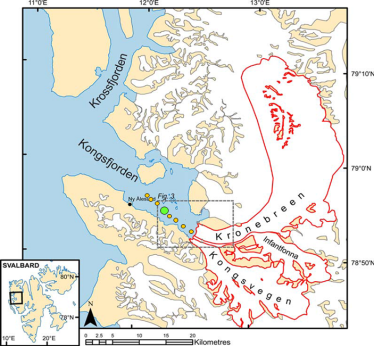 11°0'E 12°0'E 13°0'E
79°10'N
Krossfjorden
Kongsfjorden
79°0'N
Ny Ålesund
Fig. 3
Kronebreen
Infantfonna
Kongsvegen
78°50'N
SVALBARD
80°N
78°N
10°E 20°E
N
0 2.5 5 10 15 20
Kilometres